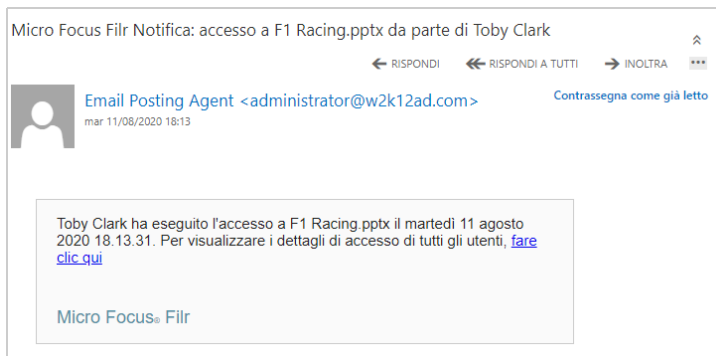 Micro Focus Filr Notifica: accesso a F1 Racing.pptx da parte di Toby Clark
RISPONDI RISPONDI A TUTTI INOLTRA •••
Email Posting Agent <administrator@w2k12ad.com>
Contrassegna come già letto
mar 11/08/2020 18:13
Toby Clark ha eseguito l'accesso a F1 Racing.pptx il martedì 11 agosto
2020 18.13.31. Per visualizzare i dettagli di accesso di tutti gli utenti, fare
clic qui
Micro Focus® Filr